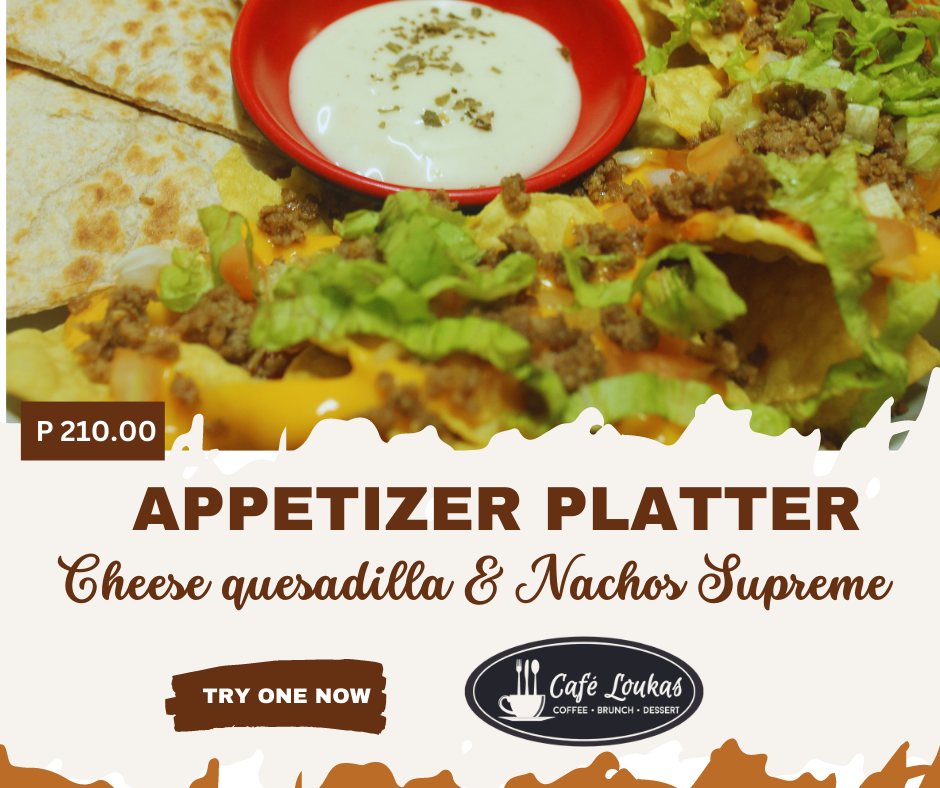 P 210.00
APPETIZER PLATTER
Cheese quesadilla & Nachos Supreme
TRY ONE NOW
Café Loukas
COFFEE • BRUNCH • DESSERT